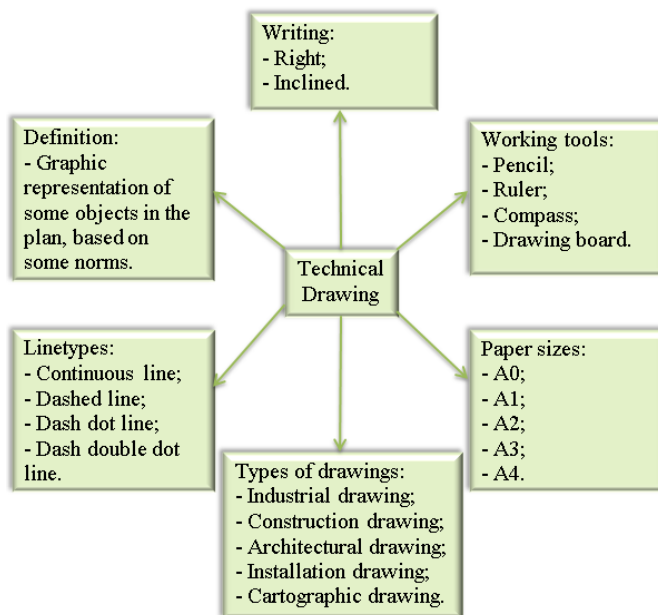 Writing:
- Right;
- Inclined.
Definition:
- Graphic
representation of
some objects in the
plan, based on
some norms.
Working tools:
- Pencil;
- Ruler;
- Compass;
- Drawing board.
Technical
Drawing
Linetypes:
- Continuous line;
- Dashed line;
- Dash dot line;
- Dash double dot
line.
Paper sizes:
- A0;
- A1;
- A2;
- A3;
- A4.
Types of drawings:
- Industrial drawing;
- Construction drawing;
- Architectural drawing;
- Installation drawing;
- Cartographic drawing.